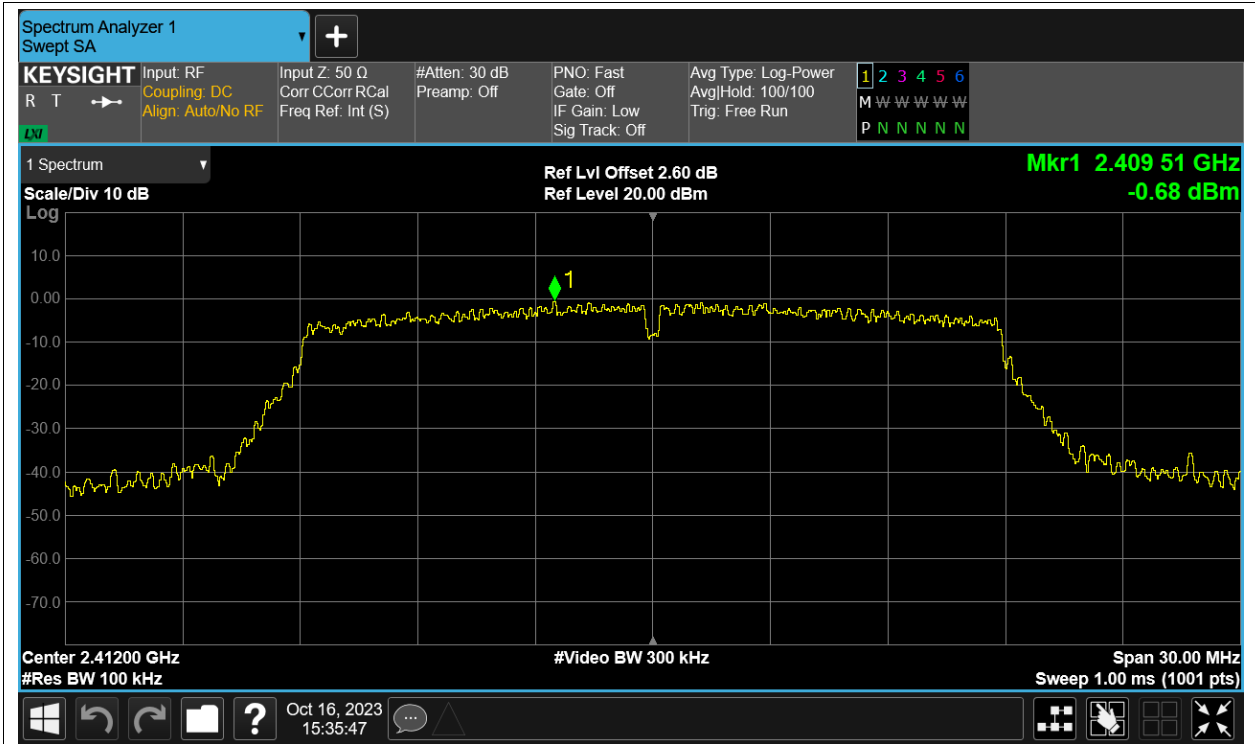 Spectrum Analyzer 1
Swept SA
KEYSIGHT
R T
LXI
Input: RF
Coupling: DC
Align: Auto/No RF
Input Z: 50 Ω
Corr CCorr RCal
Freq Ref: Int (S)
#Atten: 30 dB
Preamp: Off
PNO: Fast
Gate: Off
IF Gain: Low
Sig Track: Off
Avg Type: Log-Power
Avg|Hold: 100/100
Trig: Free Run
1 2 3 4 5 6
M W W W W W
P N N N N N
1 Spectrum
Scale/Div 10 dB
Log
Ref Lvl Offset 2.60 dB
Ref Level 20.00 dBm
Mkr1 2.409 51 GHz
-0.68 dBm
1
10.0
0.00
-10.0
-20.0
-30.0
-40.0
-50.0
-60.0
-70.0
Center 2.41200 GHz
#Res BW 100 kHz
#Video BW 300 kHz
Span 30.00 MHz
Sweep 1.00 ms (1001 pts)
?
Oct 16, 2023
15:35:47